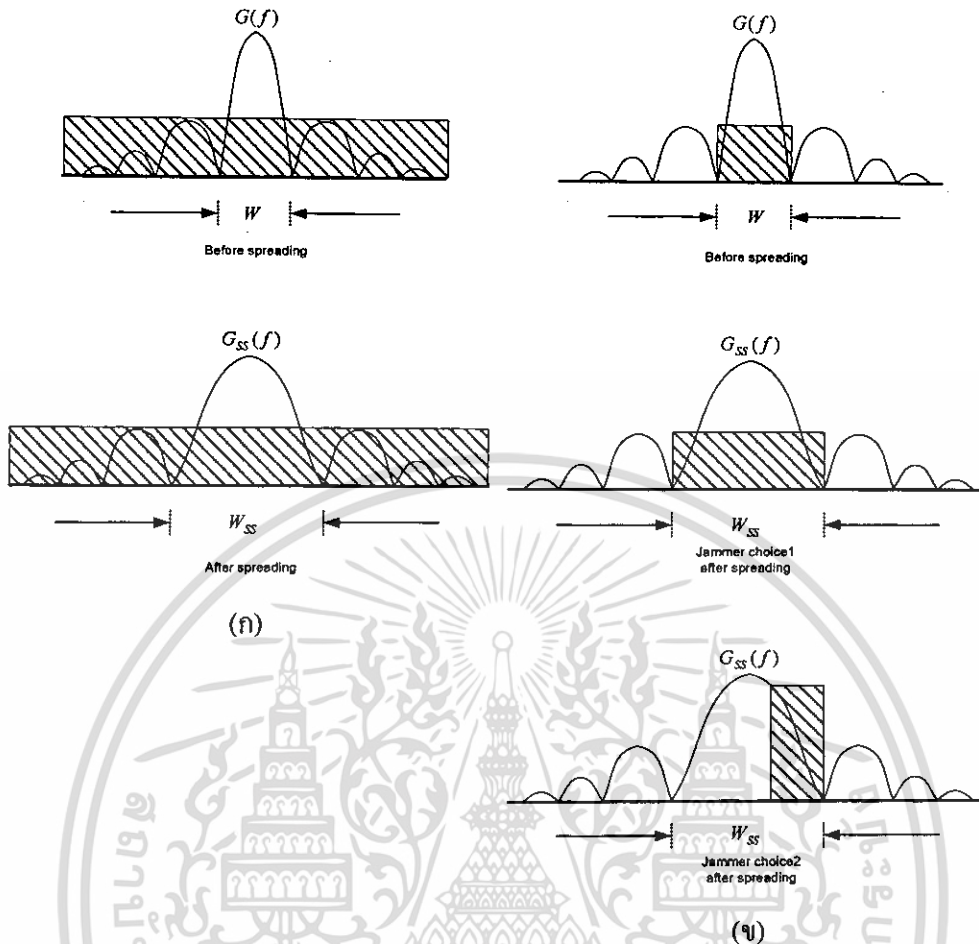 G(f)
W
Before spreading
G(f)
W
Before spreading
G_SS(f)
W_SS
After spreading
(ก)
G_SS(f)
W_SS
Jammer choice1
after spreading
G_SS(f)
W_SS
Jammer choice2
after spreading
(ข)